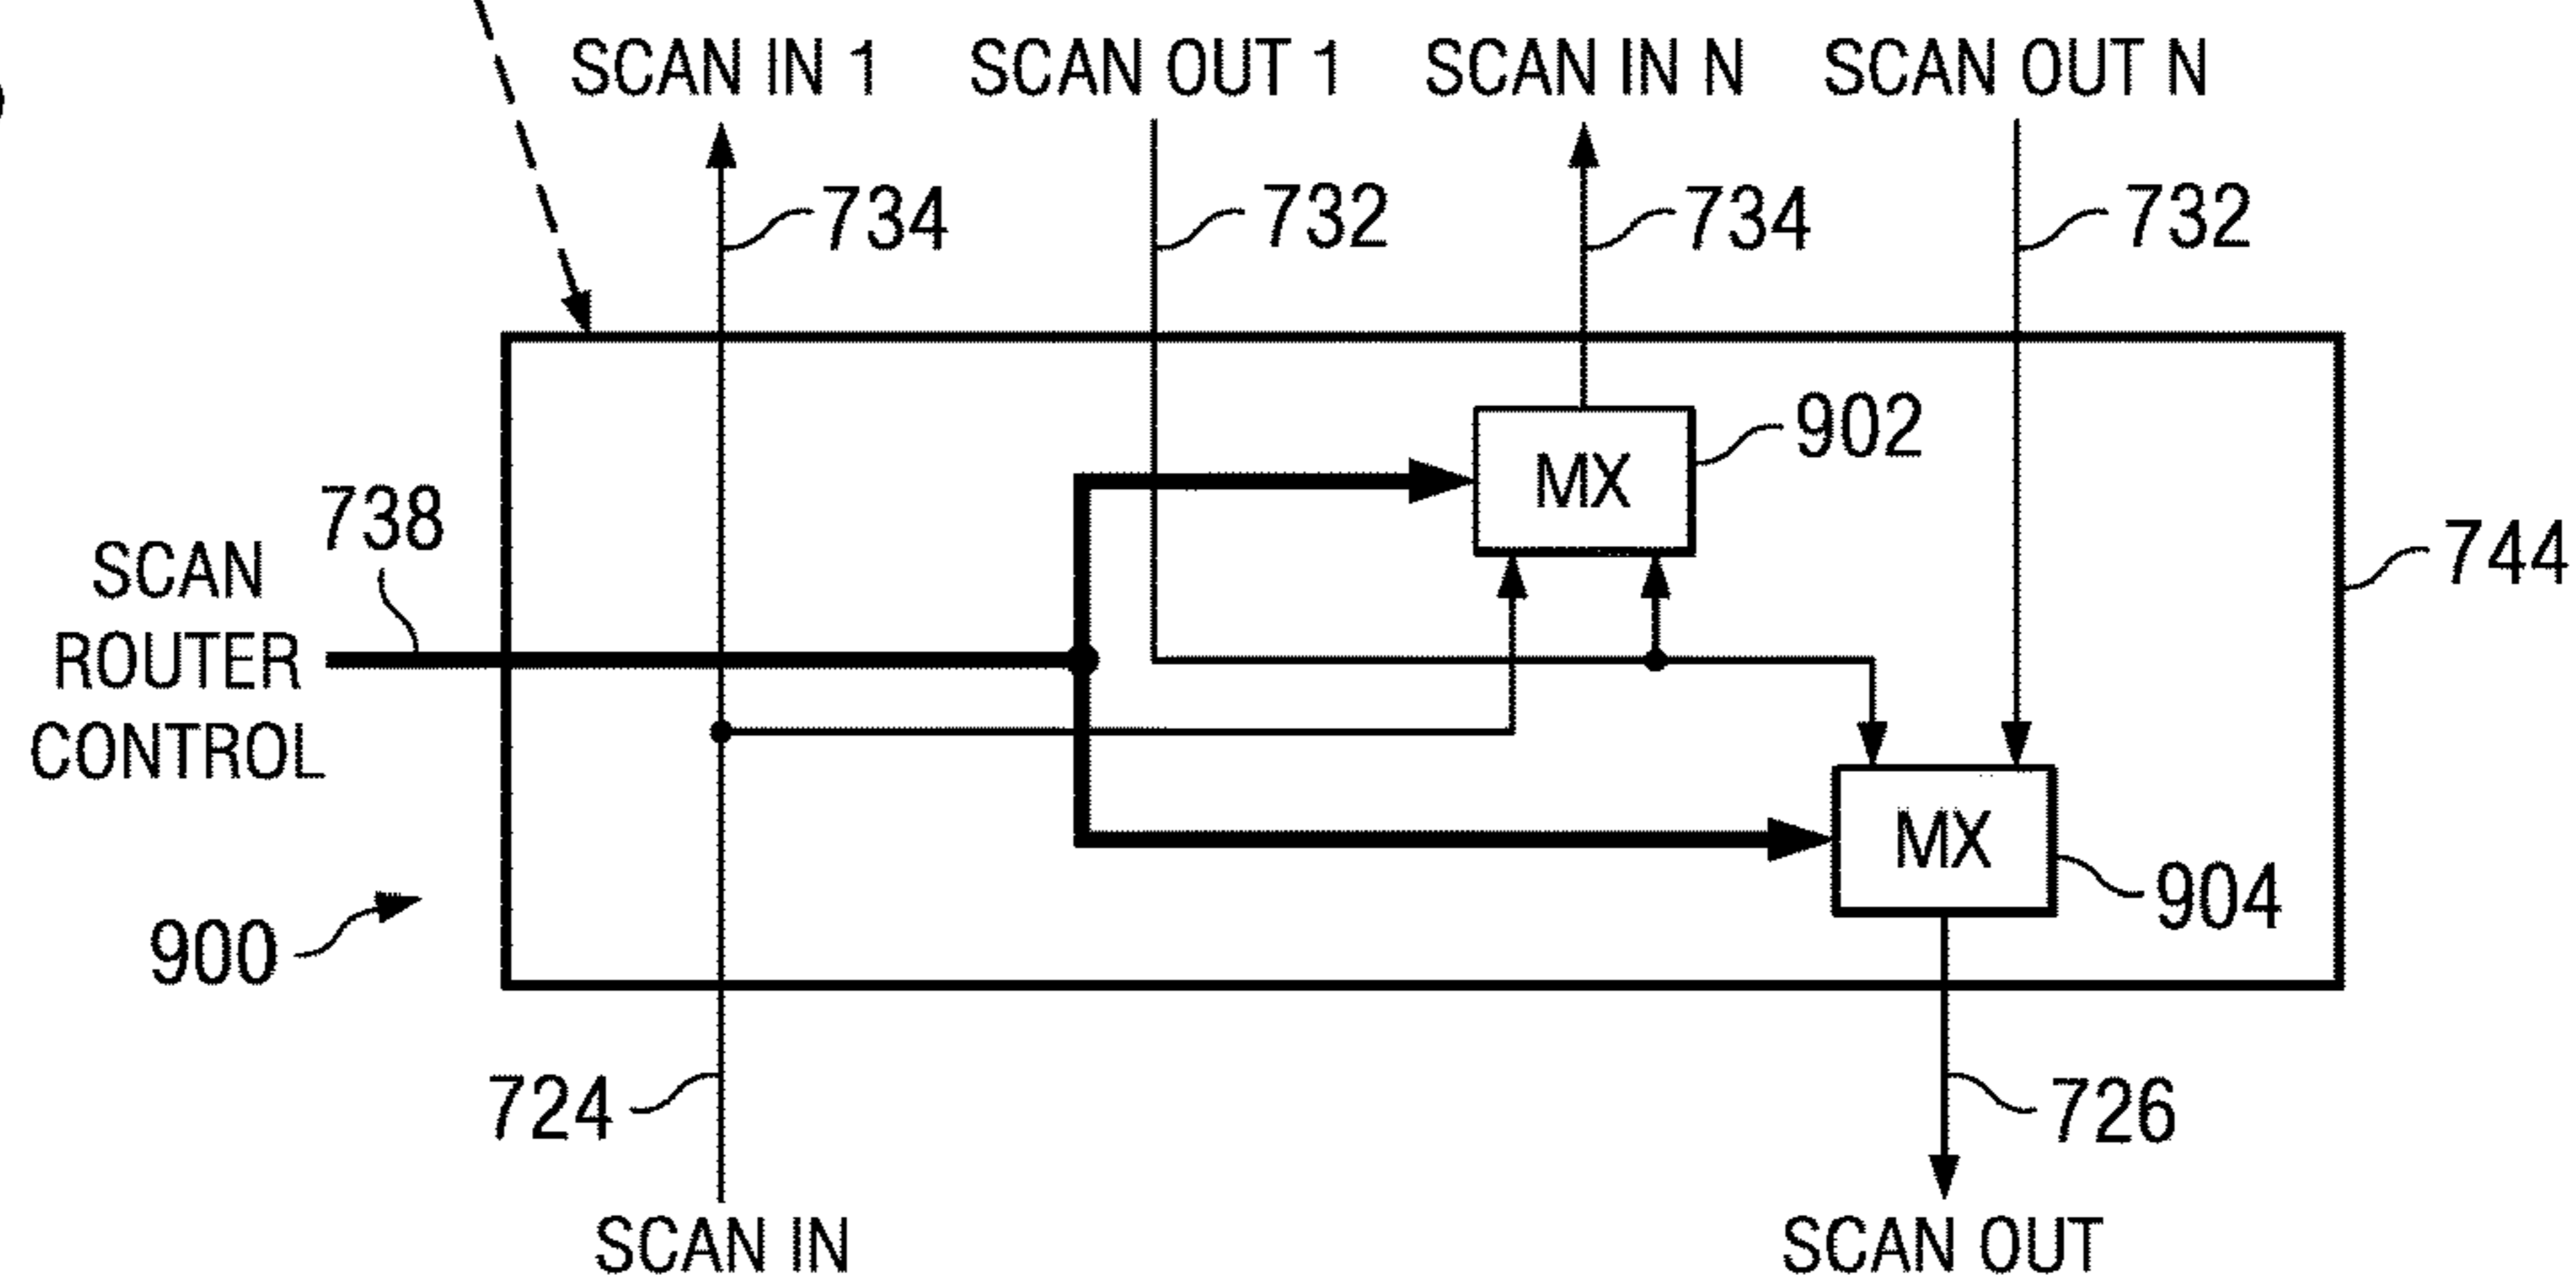 SCAN IN 1 SCAN OUT 1 SCAN IN N SCAN OUT N
734 732 734 732
902
MX
738
SCAN
ROUTER
CONTROL
744
MX
904
900
724
726
SCAN IN
SCAN OUT